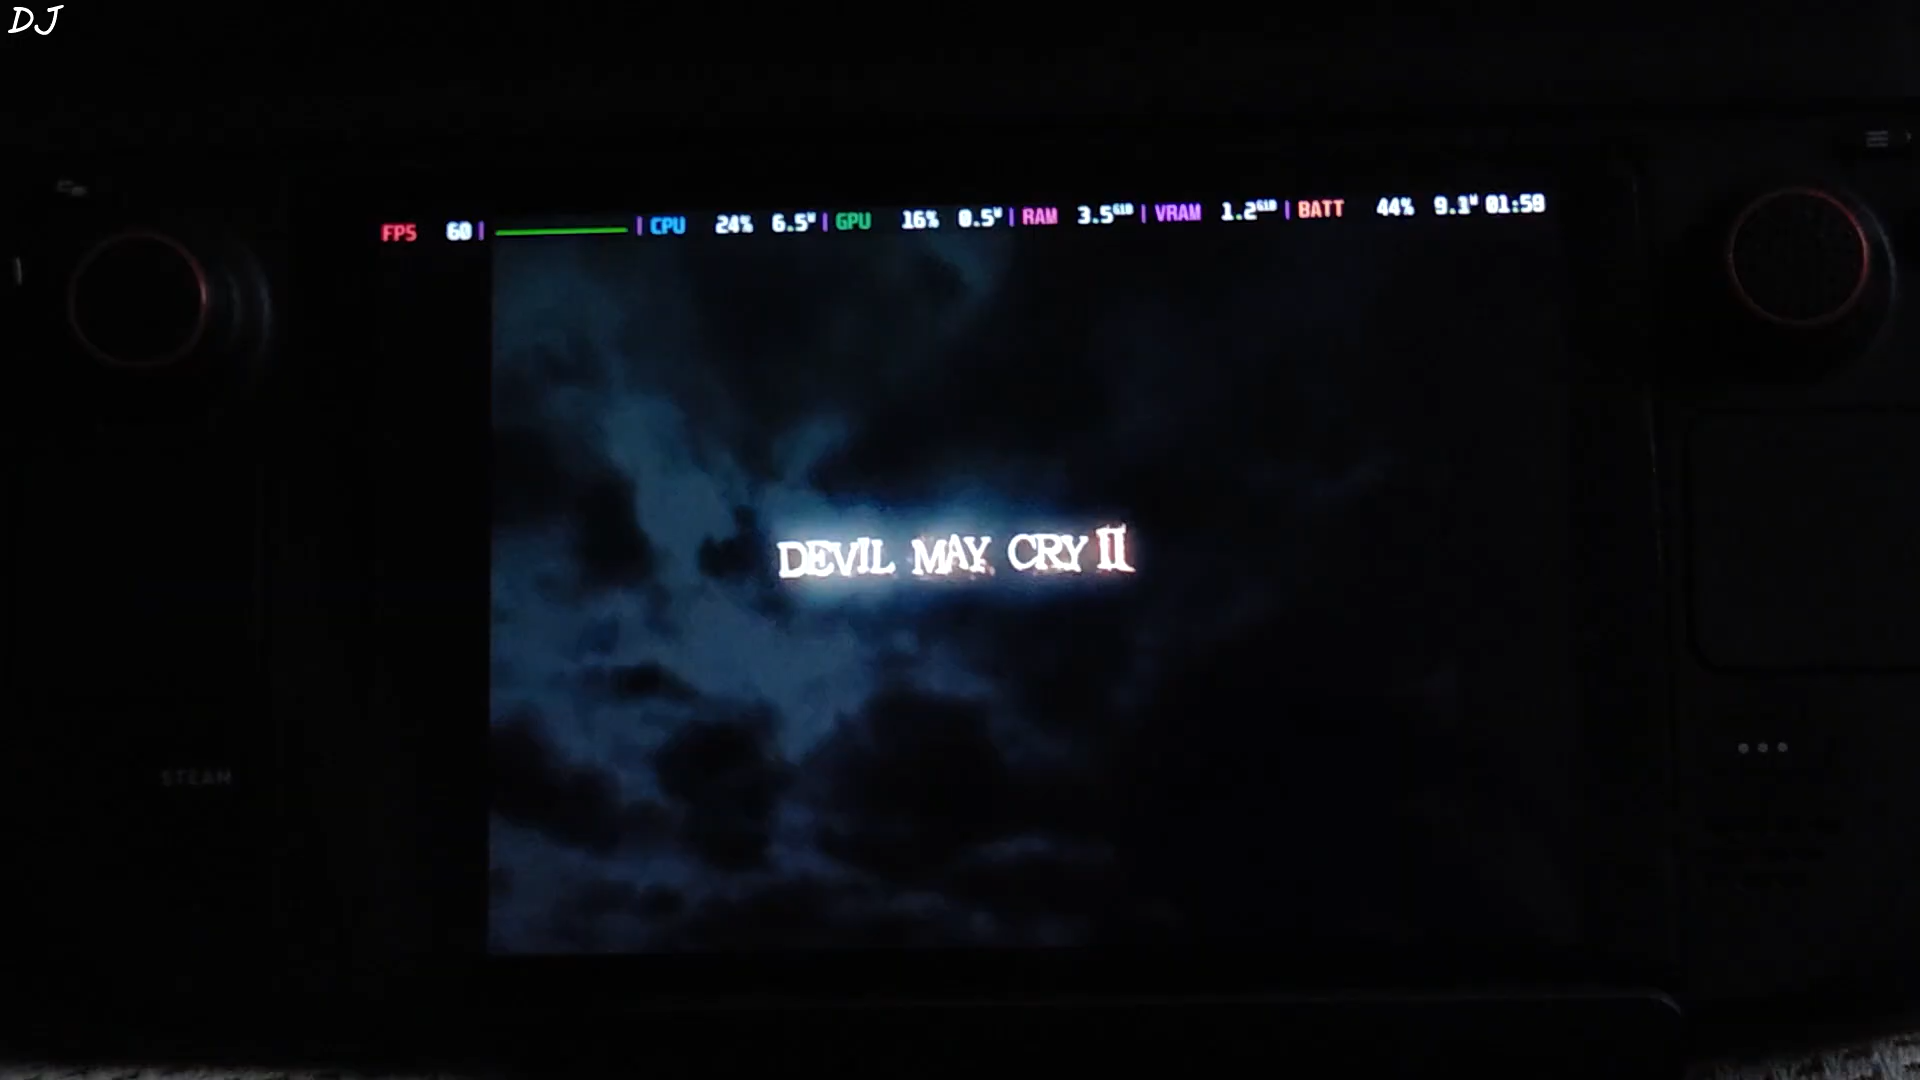 DJ
FPS 60 | | CPU 24% 6.5W | GPU 16% 0.5W | RAM 3.5GiB | VRAM 1.2GiB | BATT 44% 9.1W 01:58
DEVIL MAY CRY II
STEAM